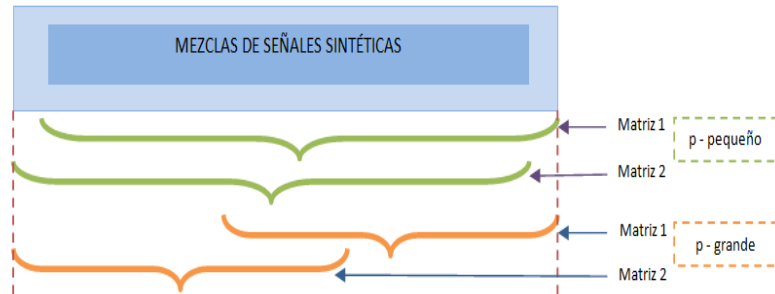 MEZCLAS DE SEÑALES SINTÉTICAS
Matriz 1
p - pequeño
Matriz 2
Matriz 1
p - grande
Matriz 2